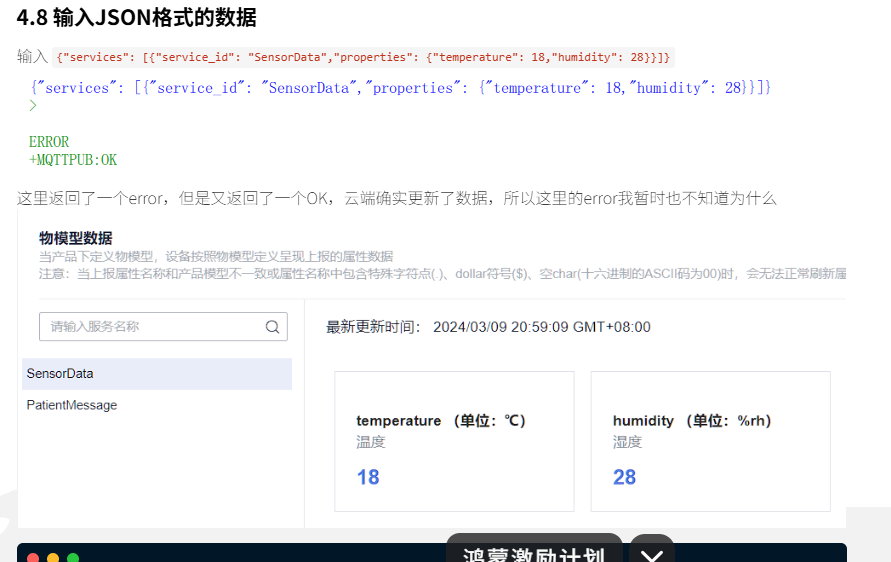 4.8 输入JSON格式的数据
输入 {"services": [{"service_id": "SensorData","properties": {"temperature": 18,"humidity": 28}}]}
{"services": [{"service_id": "SensorData","properties": {"temperature": 18,"humidity": 28}}]}
>
ERROR
+MQTTPUB:OK
这里返回了一个error，但是又返回了一个OK，云端确实更新了数据，所以这里的error我暂时也不知道为什么
物模型数据
当产品下定义物模型，设备按照物模型定义呈现上报的属性数据
注意：当上报属性名称和产品模型不一致或属性名称中包含特殊字符点(.)、dollar符号($)、空char(十六进制的ASCII码为00)时，会无法正常刷新属
请输入服务名称
最新更新时间： 2024/03/09 20:59:09 GMT+08:00
SensorData
PatientMessage
temperature （单位：℃）
温度
18
humidity （单位：%rh）
湿度
28
鸿蒙激励计划